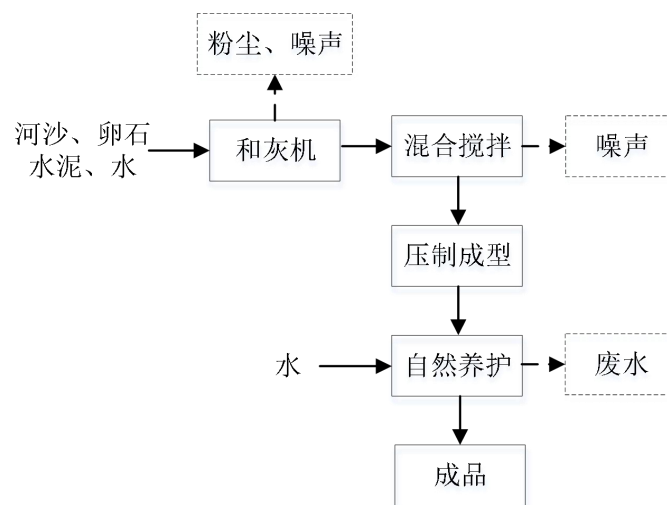 粉尘、噪声
河沙、卵石
水泥、水
和灰机
混合搅拌
噪声
压制成型
水
自然养护
废水
成品